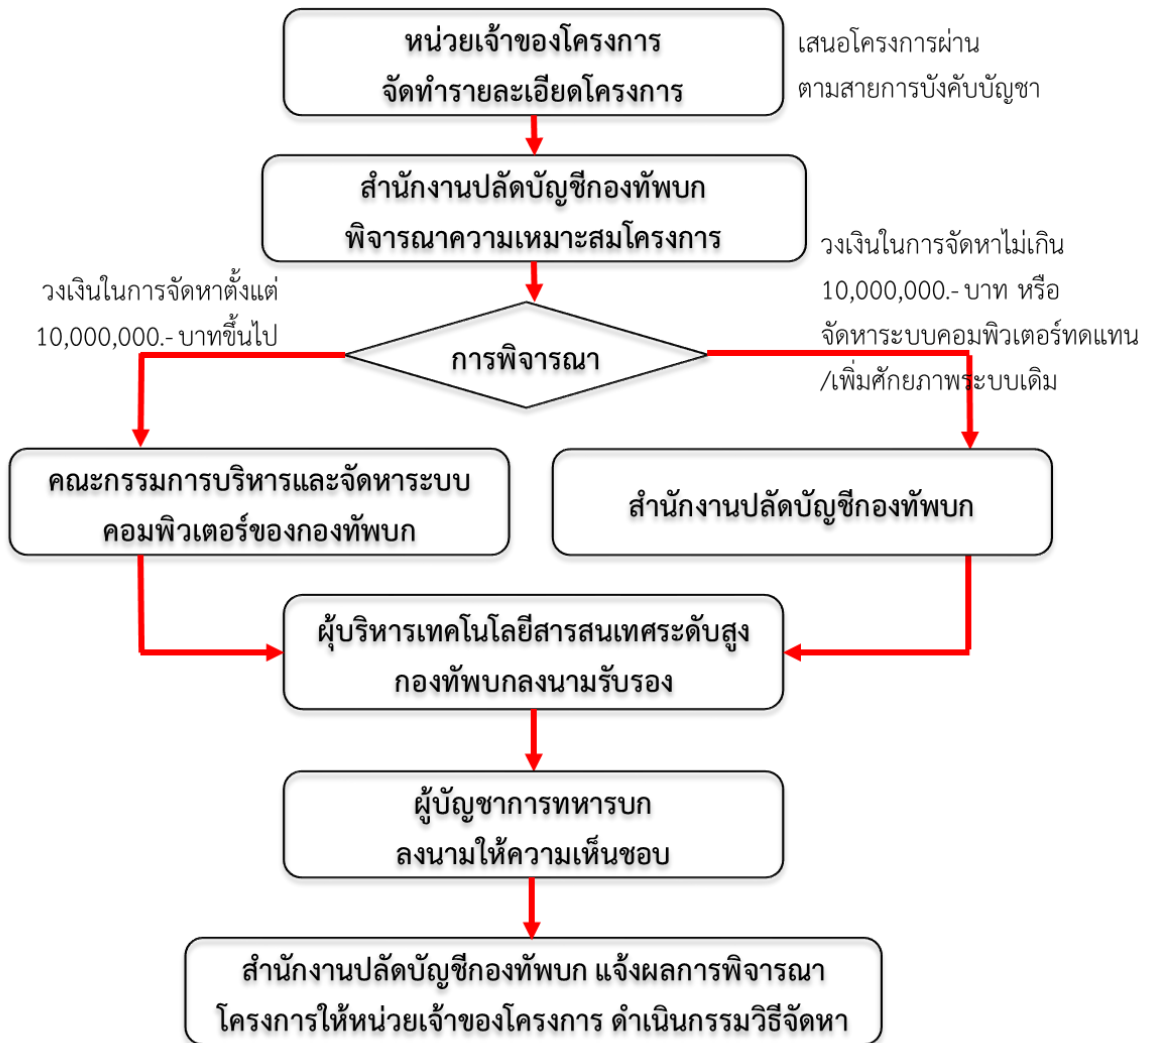 หน่วยเจ้าของโครงการ
จัดทำรายละเอียดโครงการ
เสนอโครงการผ่าน
ตามสายการบังคับบัญชา
สำนักงานปลัดบัญชีกองทัพบก
พิจารณาความเหมาะสมโครงการ
วงเงินในการจัดหาตั้งแต่
10,000,000.- บาทขึ้นไป
วงเงินในการจัดหาไม่เกิน
10,000,000.- บาท หรือ
จัดหาระบบคอมพิวเตอร์ทดแทน
/เพิ่มศักยภาพระบบเดิม
การพิจารณา
คณะกรรมการบริหารและจัดหาระบบ
คอมพิวเตอร์ของกองทัพบก
สำนักงานปลัดบัญชีกองทัพบก
ผุ้บริหารเทคโนโลยีสารสนเทศระดับสูง
กองทัพบกลงนามรับรอง
ผู้บัญชาการทหารบก
ลงนามให้ความเห็นชอบ
สำนักงานปลัดบัญชีกองทัพบก แจ้งผลการพิจารณา
โครงการให้หน่วยเจ้าของโครงการ ดำเนินกรรมวิธีจัดหา